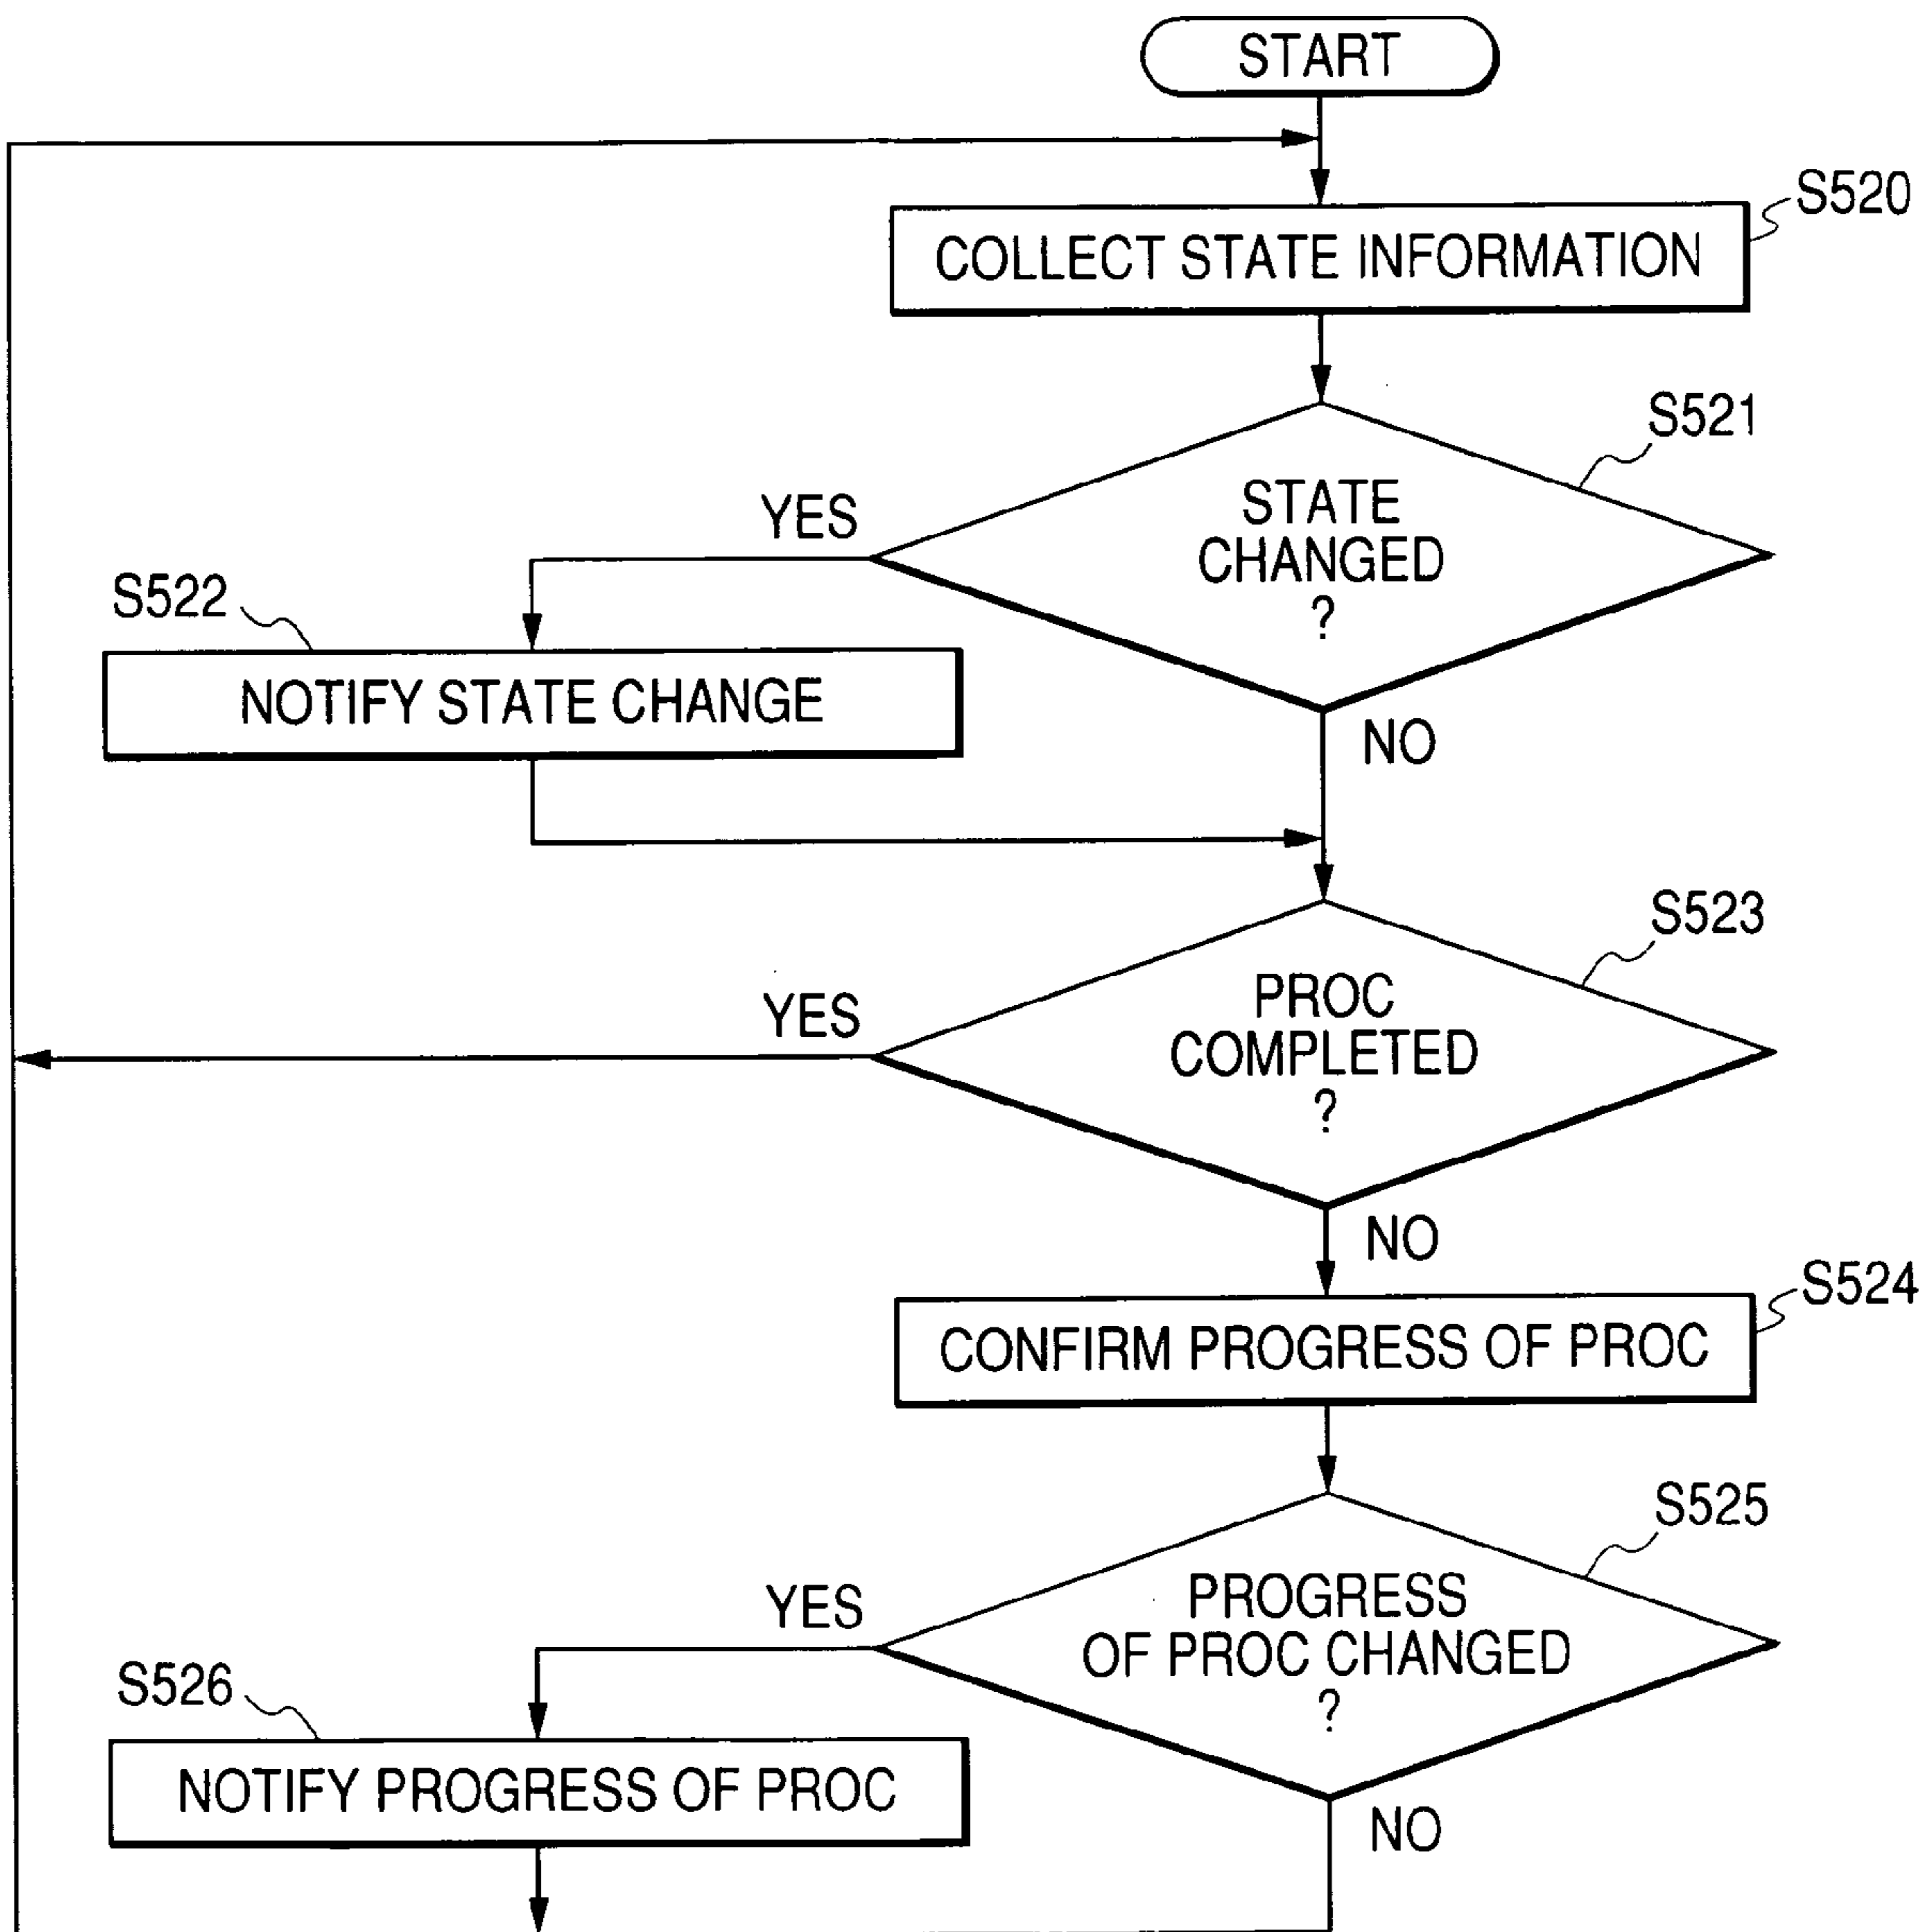 START
S520
COLLECT STATE INFORMATION
S521
STATE
CHANGED
?
YES
NO
S522
NOTIFY STATE CHANGE
S523
PROC
COMPLETED
?
YES
NO
S524
CONFIRM PROGRESS OF PROC
S525
PROGRESS
OF PROC CHANGED
?
YES
NO
S526
NOTIFY PROGRESS OF PROC